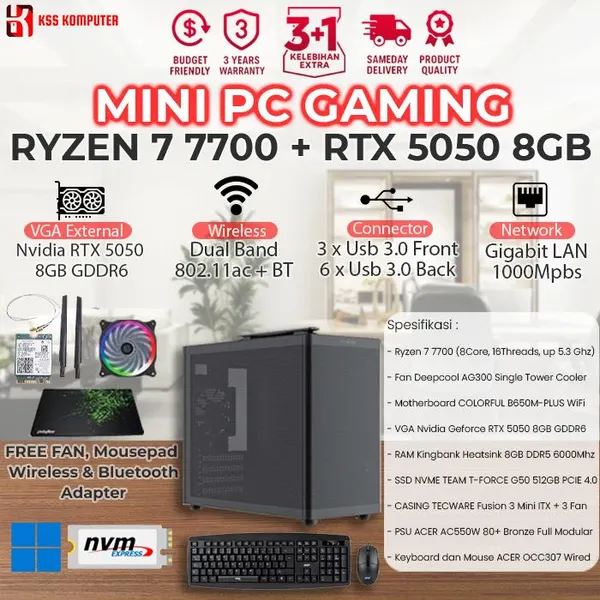 KSS KOMPUTER
BUDGET
FRIENDLY
3
3 YEARS
WARRANTY
3+1
KELEBIHAN
EXTRA
SAMEDAY
DELIVERY
PRODUCT
QUALITY
MINI PC GAMING
RYZEN 7 7700 + RTX 5050 8GB
VGA External
Nvidia RTX 5050
8GB GDDR6
Wireless
Dual Band
802.11ac + BT
Connector
3 x Usb 3.0 Front
6 x Usb 3.0 Back
Network
Gigabit LAN
1000Mpbs
Spesifikasi :
- Ryzen 7 7700 (8Core, 16Threads, up 5.3 Ghz)
- Fan Deepcool AG300 Single Tower Cooler
- Motherboard COLORFUL B650M-PLUS WiFi
- VGA Nvidia Geforce RTX 5050 8GB GDDR6
- RAM Kingbank Heatsink 8GB DDR5 6000Mhz
- SSD NVME TEAM T-FORCE G50 512GB PCIE 4.0
- CASING TECWARE Fusion 3 Mini ITX + 3 Fan
- PSU ACER AC550W 80+ Bronze Full Modular
- Keyboard dan Mouse ACER OCC307 Wired
FREE FAN, Mousepad
Wireless & Bluetooth
Adapter
nvm
EXPRESS